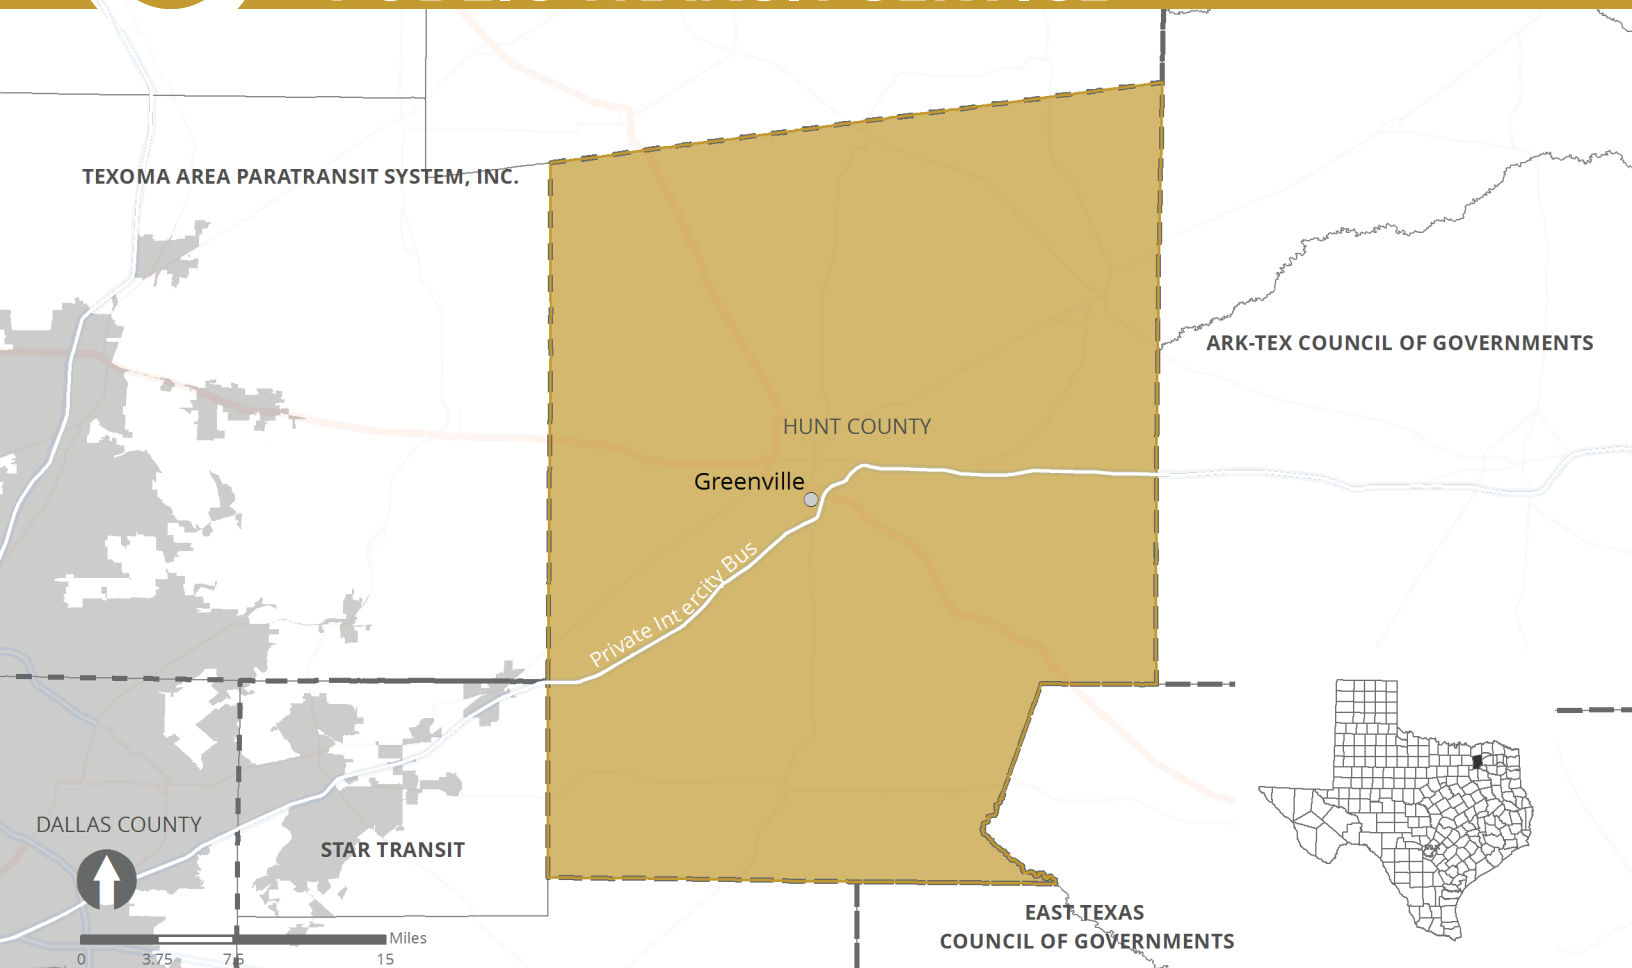 TEXOMA AREA PARATRANSIT SYSTEM, INC.
ARK-TEX COUNCIL OF GOVERNMENTS
HUNT COUNTY
Greenville
Private Intercity Bus
DALLAS COUNTY
STAR TRANSIT
EAST TEXAS
COUNCIL OF GOVERNMENTS
Miles
0 3.75 7.5 15